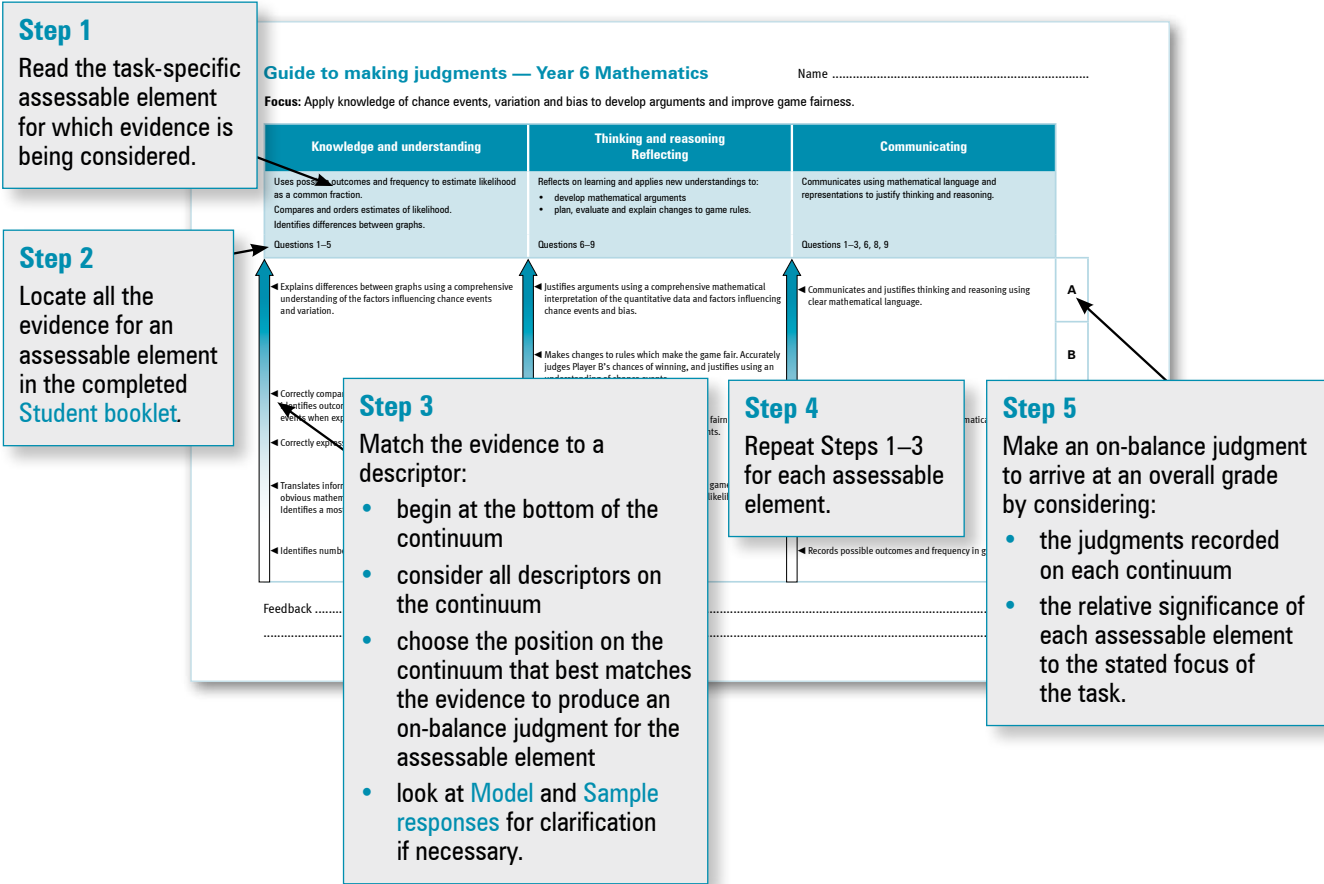 Step 1
Read the task-specific
assessable element
for which evidence is
being considered.
Step 2
Locate all the
evidence for an
assessable element
in the completed
Student booklet.
Guide to making judgments — Year 6 Mathematics
Name
Focus: Apply knowledge of chance events, variation and bias to develop arguments and improve game fairness.
Knowledge and understanding
Uses outcomes and frequency to estimate likelihood
as a common fraction.
Compares and orders estimates of likelihood.
Identifies differences between graphs.
Questions 1–5
Thinking and reasoning
Reflecting
Reflects on learning and applies new understandings to:
• develop mathematical arguments
• plan, evaluate and explain changes to game rules.
Questions 6–9
Communicating
Communicates using mathematical language and
representations to justify thinking and reasoning.
Questions 1–3, 6, 8, 9
Explains differences between graphs using a comprehensive
understanding of the factors influencing chance events
and variation.
Correctly
events when
Correctly
Translates
obvious
Identifies a
Identifies
Justifies arguments using a comprehensive mathematical
interpretation of the quantitative data and factors influencing
chance events and bias.
Makes changes to rules which make the game fair. Accurately
judges Player B's chances of winning, and justifies using an
Communicates and justifies thinking and reasoning using
clear mathematical language.
Records possible outcomes and frequency in
A
B
Feedback
Step 3
Match the evidence to a
descriptor:
• begin at the bottom of the
continuum
• consider all descriptors on
the continuum
• choose the position on the
continuum that best matches
the evidence to produce an
on-balance judgment for the
assessable element
• look at Model and Sample
responses for clarification
if necessary.
Step 4
Repeat Steps 1–3
for each assessable
element.
Step 5
Make an on-balance judgment
to arrive at an overall grade
by considering:
• the judgments recorded
on each continuum
• the relative significance of
each assessable element
to the stated focus of
the task.